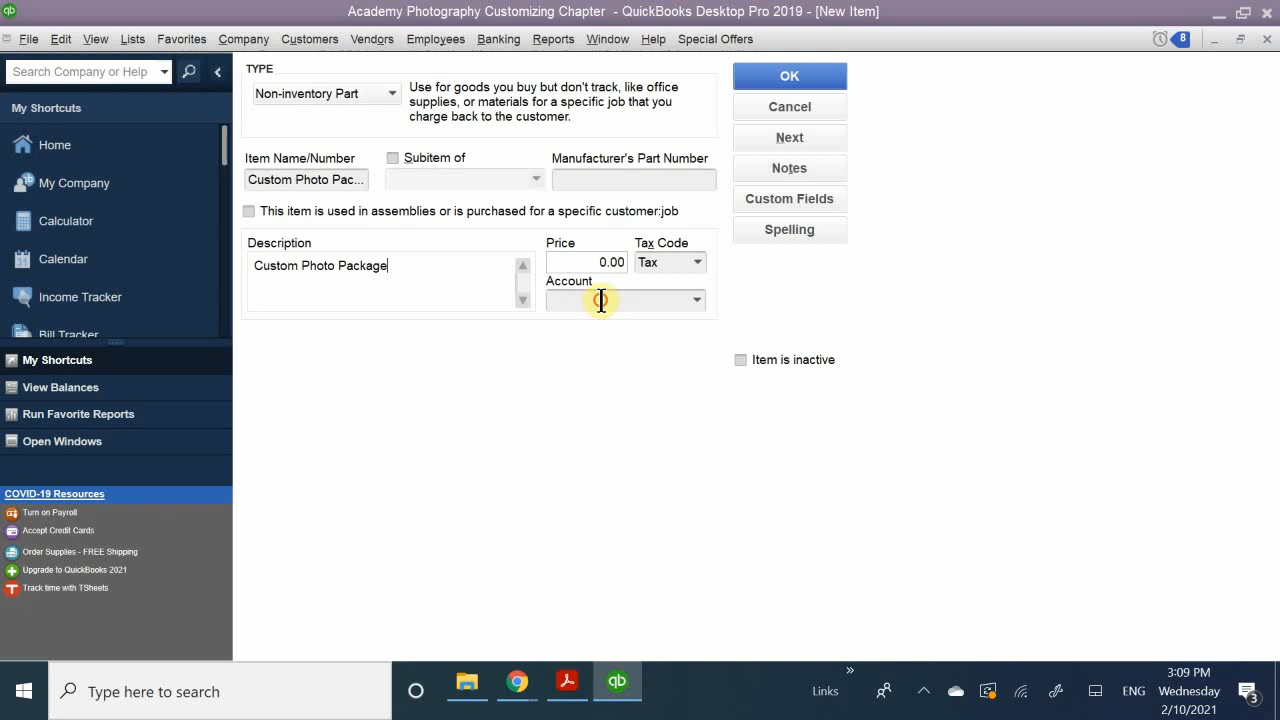 Academy Photography Customizing Chapter - QuickBooks Desktop Pro 2019 - [New Item]
File Edit View Lists Favorites Company Customers Vendors Employees Banking Reports Window Help Special Offers 8
Search Company or Help
My Shortcuts
Home
My Company
Calculator
Calendar
Income Tracker
Bill Tracker
My Shortcuts
View Balances
Run Favorite Reports
Open Windows
COVID-19 Resources
Turn on Payroll
Accept Credit Cards
Order Supplies - FREE Shipping
Upgrade to QuickBooks 2021
Track time with TSheets
TYPE
Non-inventory Part
Use for goods you buy but don't track, like office
supplies, or materials for a specific job that you
charge back to the customer.
Item Name/Number Subitem of Manufacturer's Part Number
Custom Photo Pac...
This item is used in assemblies or is purchased for a specific customer:job
Description Price Tax Code
Custom Photo Package 0.00 Tax
Account
OK
Cancel
Next
Notes
Custom Fields
Spelling
Item is inactive
Type here to search
qb
Links
ENG
3:09 PM
Wednesday
2/10/2021
3